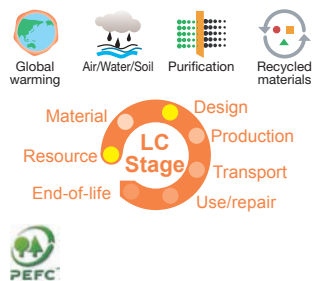 Global
warming
Air/Water/Soil
Purification
Recycled
materials
Material
Design
Resource
LC
Stage
Production
Transport
End-of-life
Use/repair
PEFC